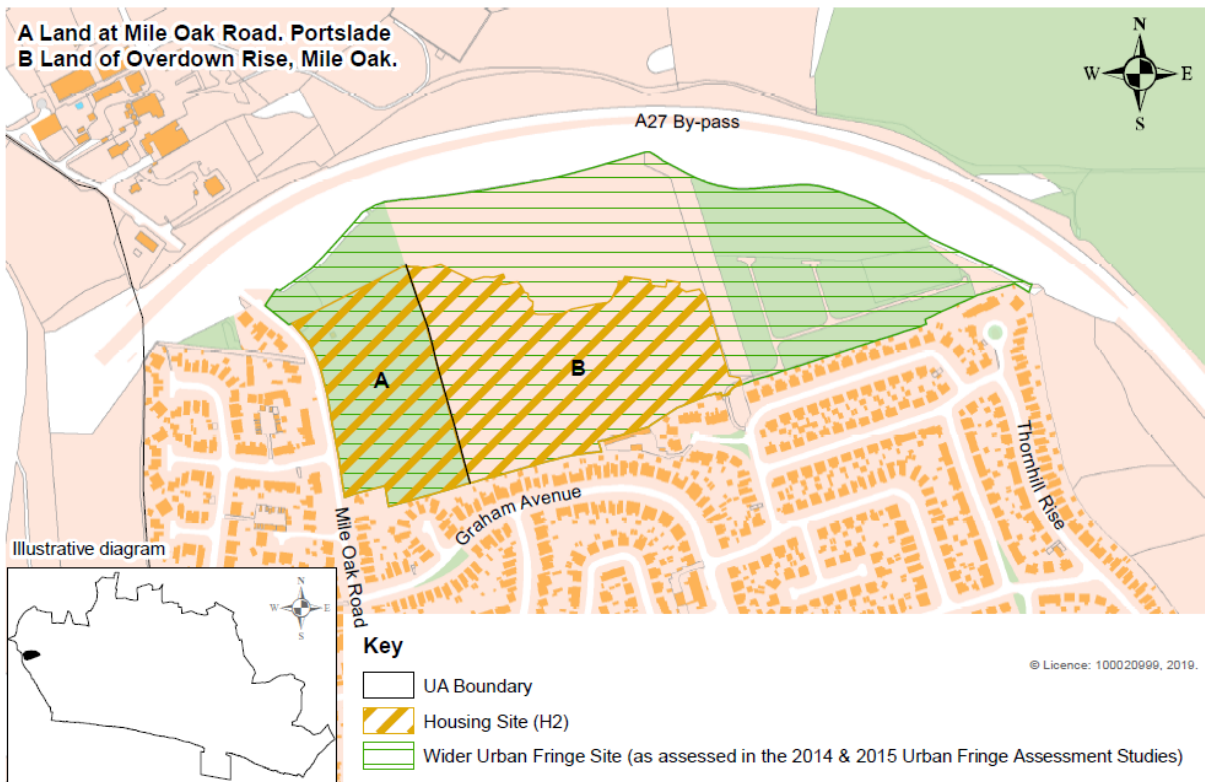 A Land at Mile Oak Road. Portslade
B Land of Overdown Rise, Mile Oak.
N
W E
S
A27 By-pass
A
B
Thornhill Rise
Graham Avenue
Mile Oak Road
Illustrative diagram
N
W E
S
Key
UA Boundary
Housing Site (H2)
Wider Urban Fringe Site (as assessed in the 2014 & 2015 Urban Fringe Assessment Studies)
© Licence: 100020999, 2019.